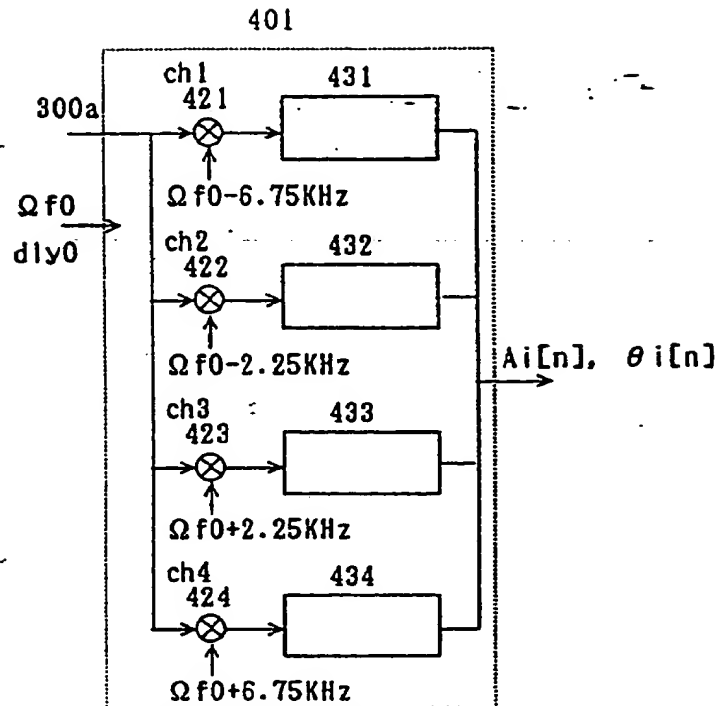 401
ch1
421
431
300a
Ωf0-6.75KHz
Ωf0
dly0
ch2
422
432
Ωf0-2.25KHz
Ai[n], θi[n]
ch3
423
433
Ωf0+2.25KHz
ch4
424
434
Ωf0+6.75KHz